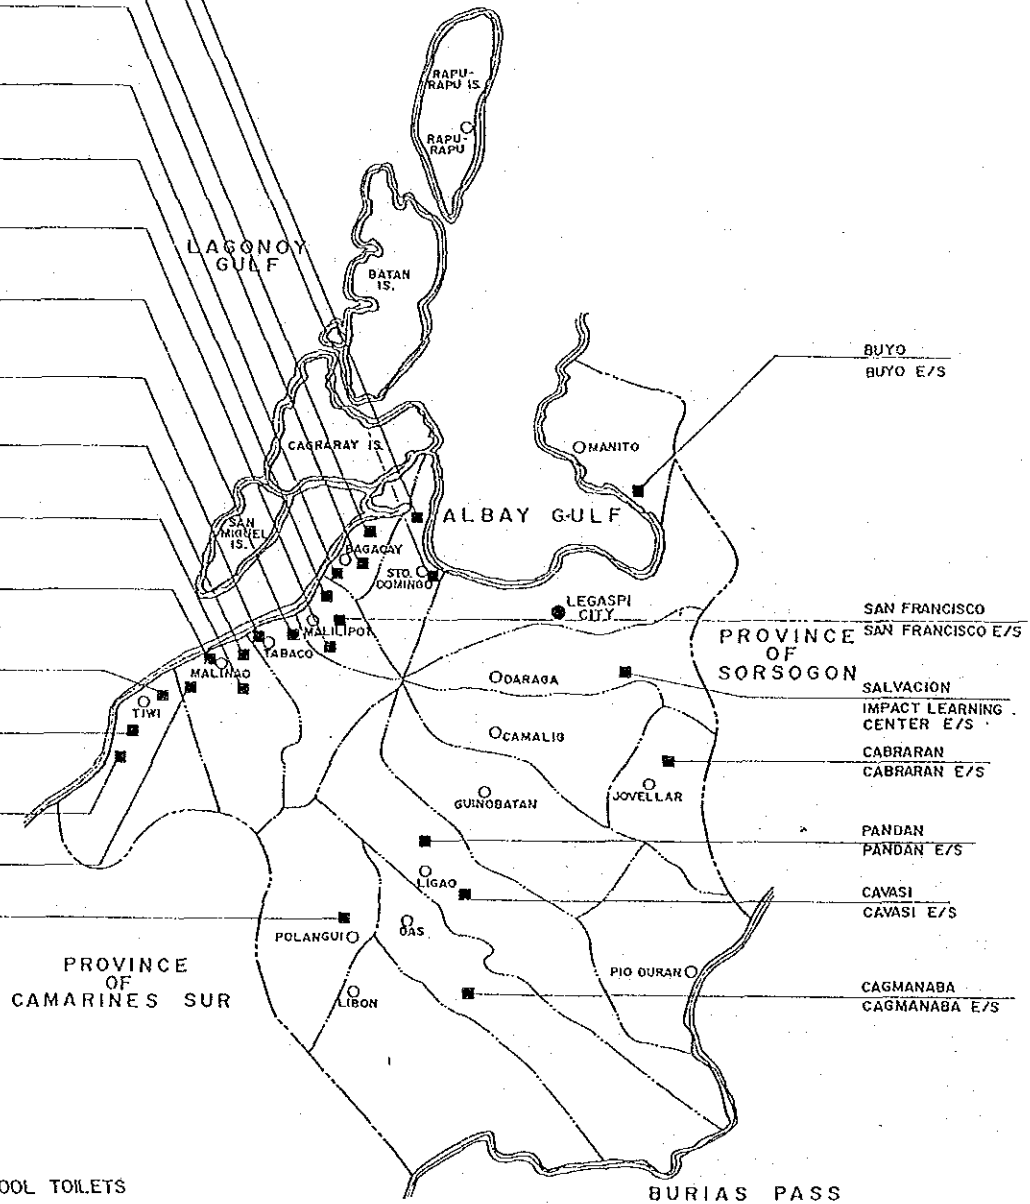 RAPU-
RAPU IS.
RAPU-
RAPU
LAGONOY
GULF
BATAN
IS.
BUYO
BUYO E/S
CAGRARAY IS.
MANITO
SAN
MIGUEL
IS.
ALBAY GULF
BAGACAY
STO.
DOMINGO
LEGASPI
CITY
SAN FRANCISCO
SAN FRANCISCO E/S
MALILIPOT
TABACO
PROVINCE
OF
SORSOGON
MALINAO
DARAGA
SALVACION
IMPACT LEARNING
CENTER E/S
TIWI
CAMALIG
CABRARAN
CABRARAN E/S
GUINOBATAN
JOVELLAR
PANDAN
PANDAN E/S
LIGAO
CAVASI
CAVASI E/S
OAS
POLANGUI
PROVINCE
OF
CAMARINES SUR
PIO DURAN
LIBON
CAGMANABA
CAGMANABA E/S
OOL TOILETS
BURIAS PASS